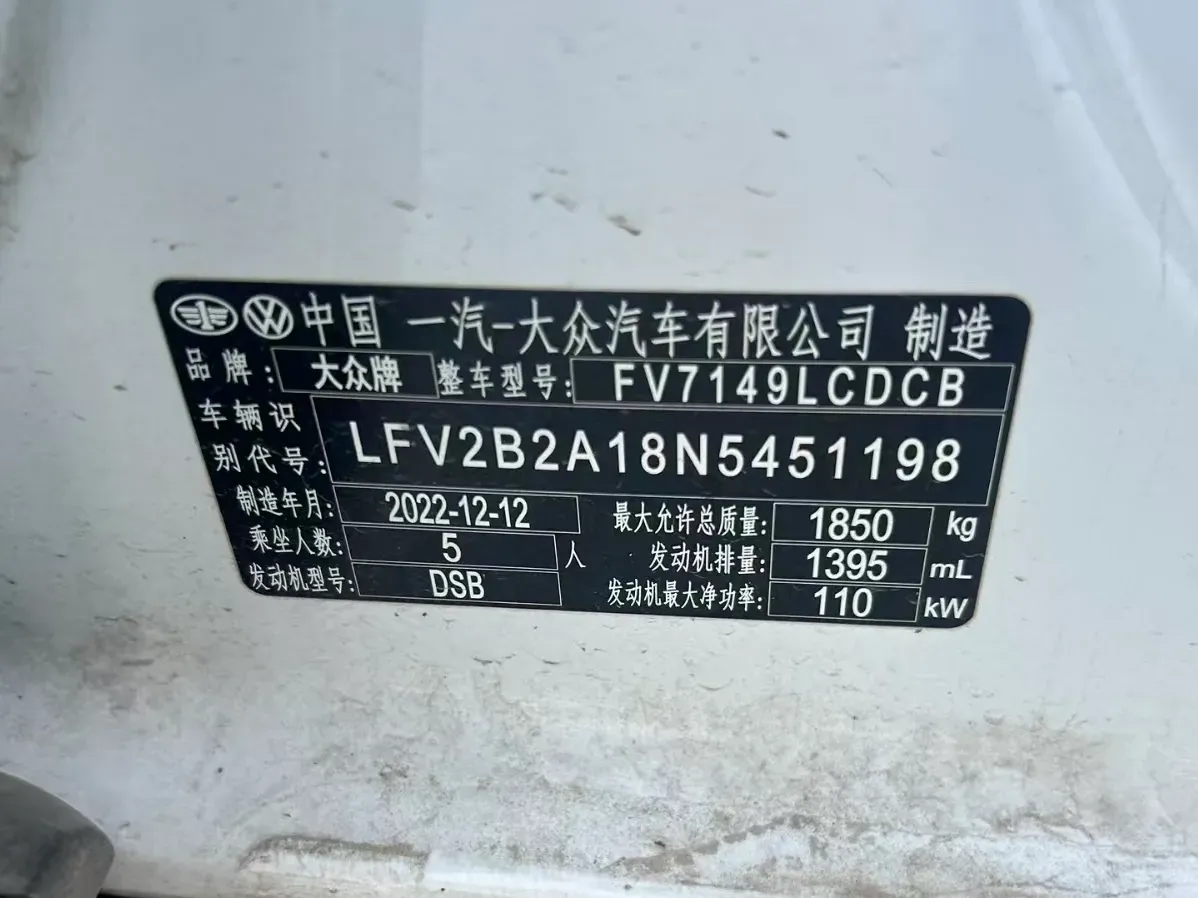 中国 一汽-大众汽车有限公司 制造
品牌: 大众牌 整车型号: FV7149LCDCB
车辆识别代号: LFV2B2A18N5451198
制造年月: 2022-12-12 最大允许总质量: 1850 kg
乘坐人数: 5 人 发动机排量: 1395 mL
发动机型号: DSB 发动机最大净功率: 110 kW